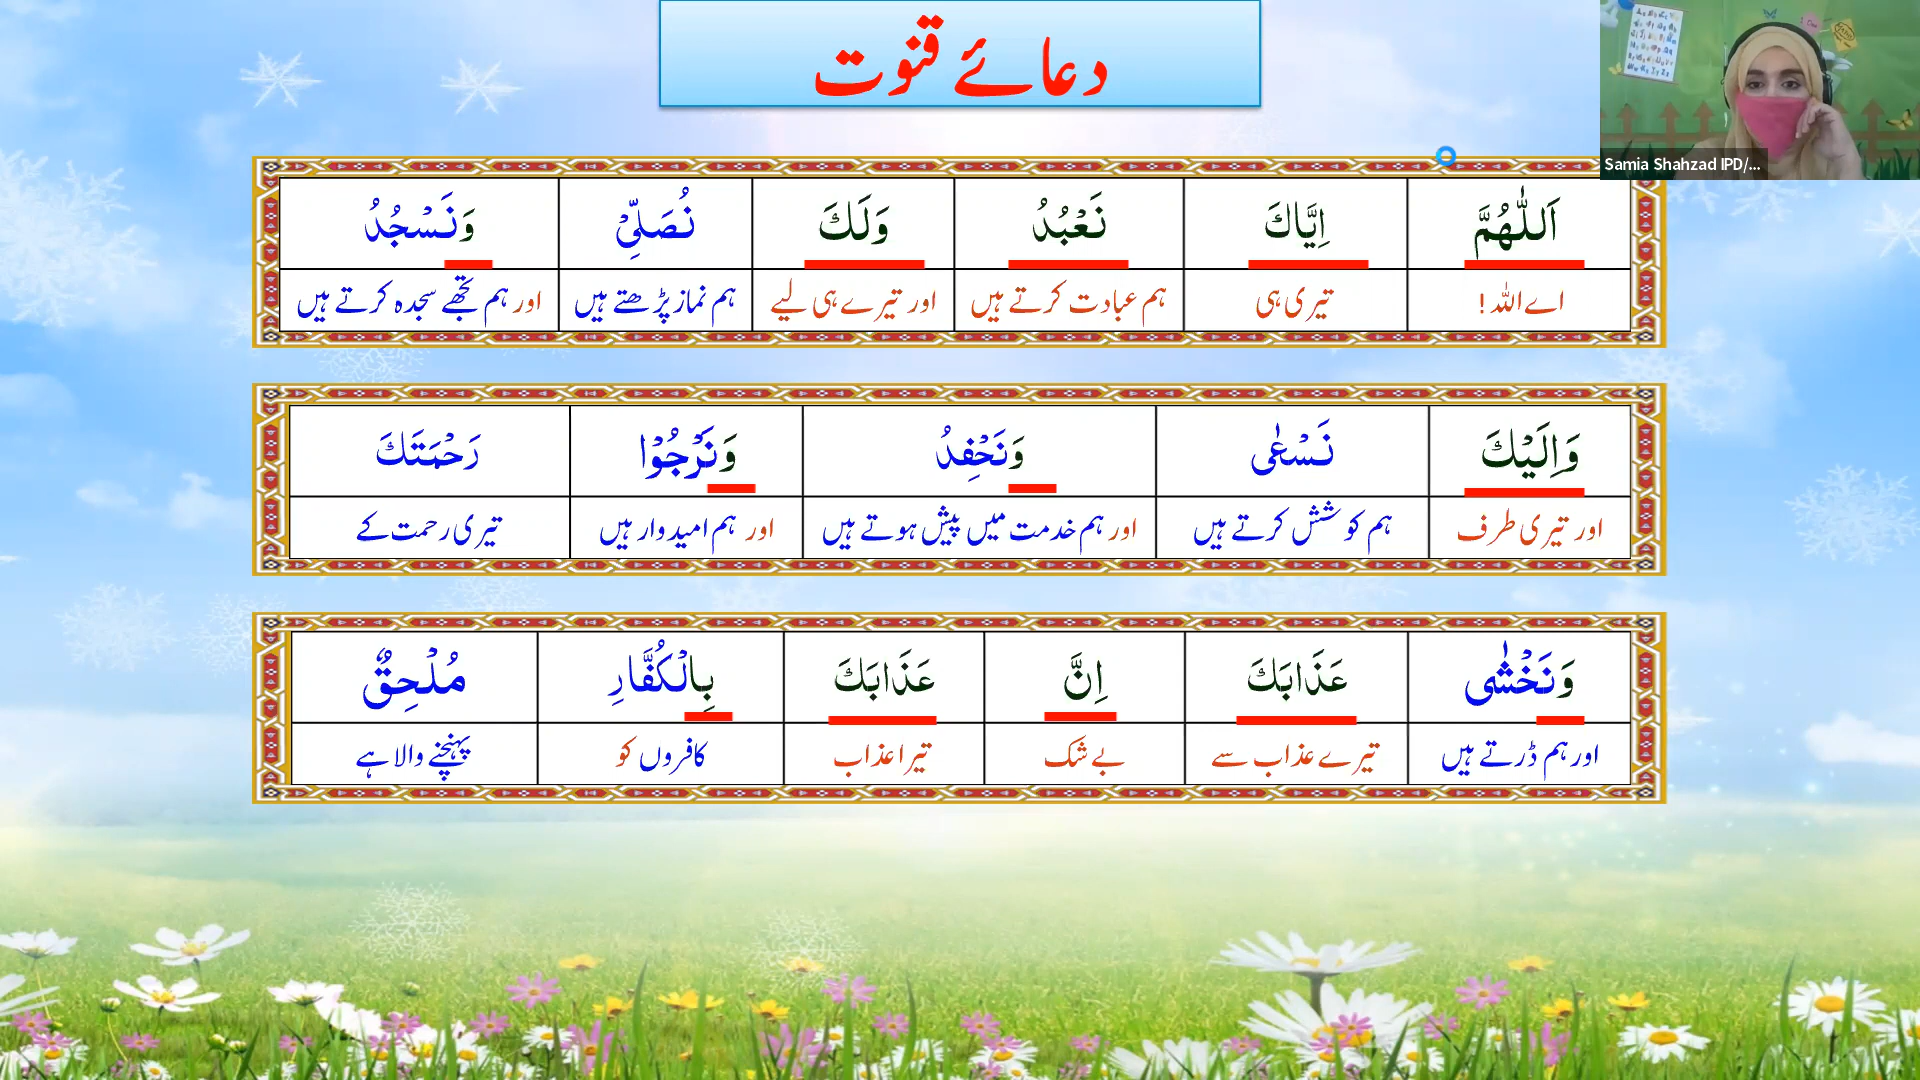 دعائے قنوت
اَللّٰهُمَّ اِیَّاكَ نَعْبُدُ وَلَكَ نُصَلِّیْ وَنَسْجُدُ
اے اللہ ! تیری ہی ہم عبادت کرتے ہیں اور تیرے ہی لیے ہم نماز پڑھتے ہیں اور ہم تجھے سجدہ کرتے ہیں
وَاِلَیْكَ نَسْعٰی وَنَحْفِدُ وَنَرْجُوْا رَحْمَتَكَ
اور تیری طرف ہم کوشش کرتے ہیں اور ہم خدمت میں پیش ہوتے ہیں اور ہم امیدوار ہیں تیری رحمت کے
وَنَخْشٰی عَذَابَكَ اِنَّ عَذَابَكَ بِالْكُفَّارِ مُلْحِقٌ
اور ہم ڈرتے ہیں تیرے عذاب سے بے شک تیرا عذاب کافروں کو پہنچنے والا ہے
Samia Shahzad IPD/...